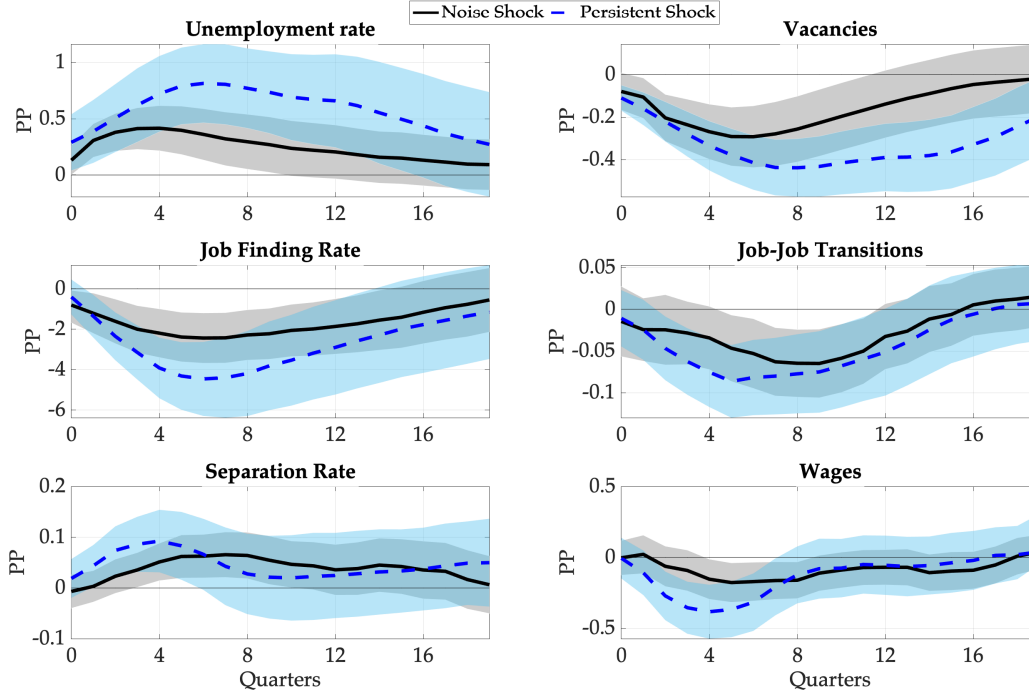 Noise Shock Persistent Shock
Unemployment rate Vacancies
PP
1
0.5
0
0 4 8 12 16
PP
0
-0.2
-0.4
0 4 8 12 16
Job Finding Rate Job-Job Transitions
PP
0
-2
-4
-6
0 4 8 12 16
PP
0.05
0
-0.05
-0.1
0 4 8 12 16
Separation Rate Wages
PP
0.2
0.1
0
-0.1
0 4 8 12 16
Quarters
PP
0.5
0
-0.5
0 4 8 12 16
Quarters